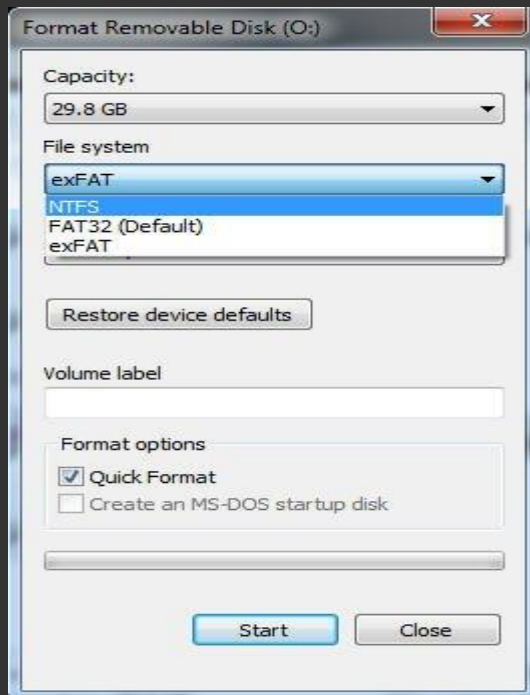 Format Removable Disk (O:)
Capacity:
29.8 GB
File system
exFAT
NTFS
FAT32 (Default)
exFAT
Restore device defaults
Volume label
Format options
Quick Format
Create an MS-DOS startup disk
Start
Close